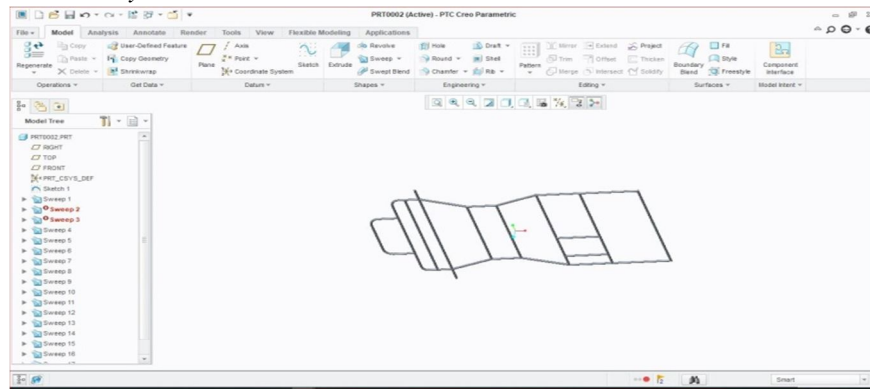 PRT0002 (Active) - PTC Creo Parametric
File Model Analysis Annotate Render Tools View Flexible Modeling Applications
Regenerate Copy Paste Delete User-Defined Feature Copy Geometry Shrinkwrap Plane Axis Point Coordinate System Sketch Extrude Revolve Sweep Swept Blend Hole Round Chamfer Draft Shell Rib Pattern Mirror Trim Merge Extend Offset Intersect Project Thicken Solidify Boundary Blend Fill Style Freestyle Component Interface
Operations Get Data Datum Shapes Engineering Editing Surfaces Model Intent
Model Tree
PRT0002.PRT
RIGHT
TOP
FRONT
PRT_CSYS_DEF
Sketch 1
Sweep 1
Sweep 2
Sweep 3
Sweep 4
Sweep 5
Sweep 6
Sweep 7
Sweep 8
Sweep 9
Sweep 10
Sweep 11
Sweep 12
Sweep 13
Sweep 14
Sweep 15
Sweep 16
Smart